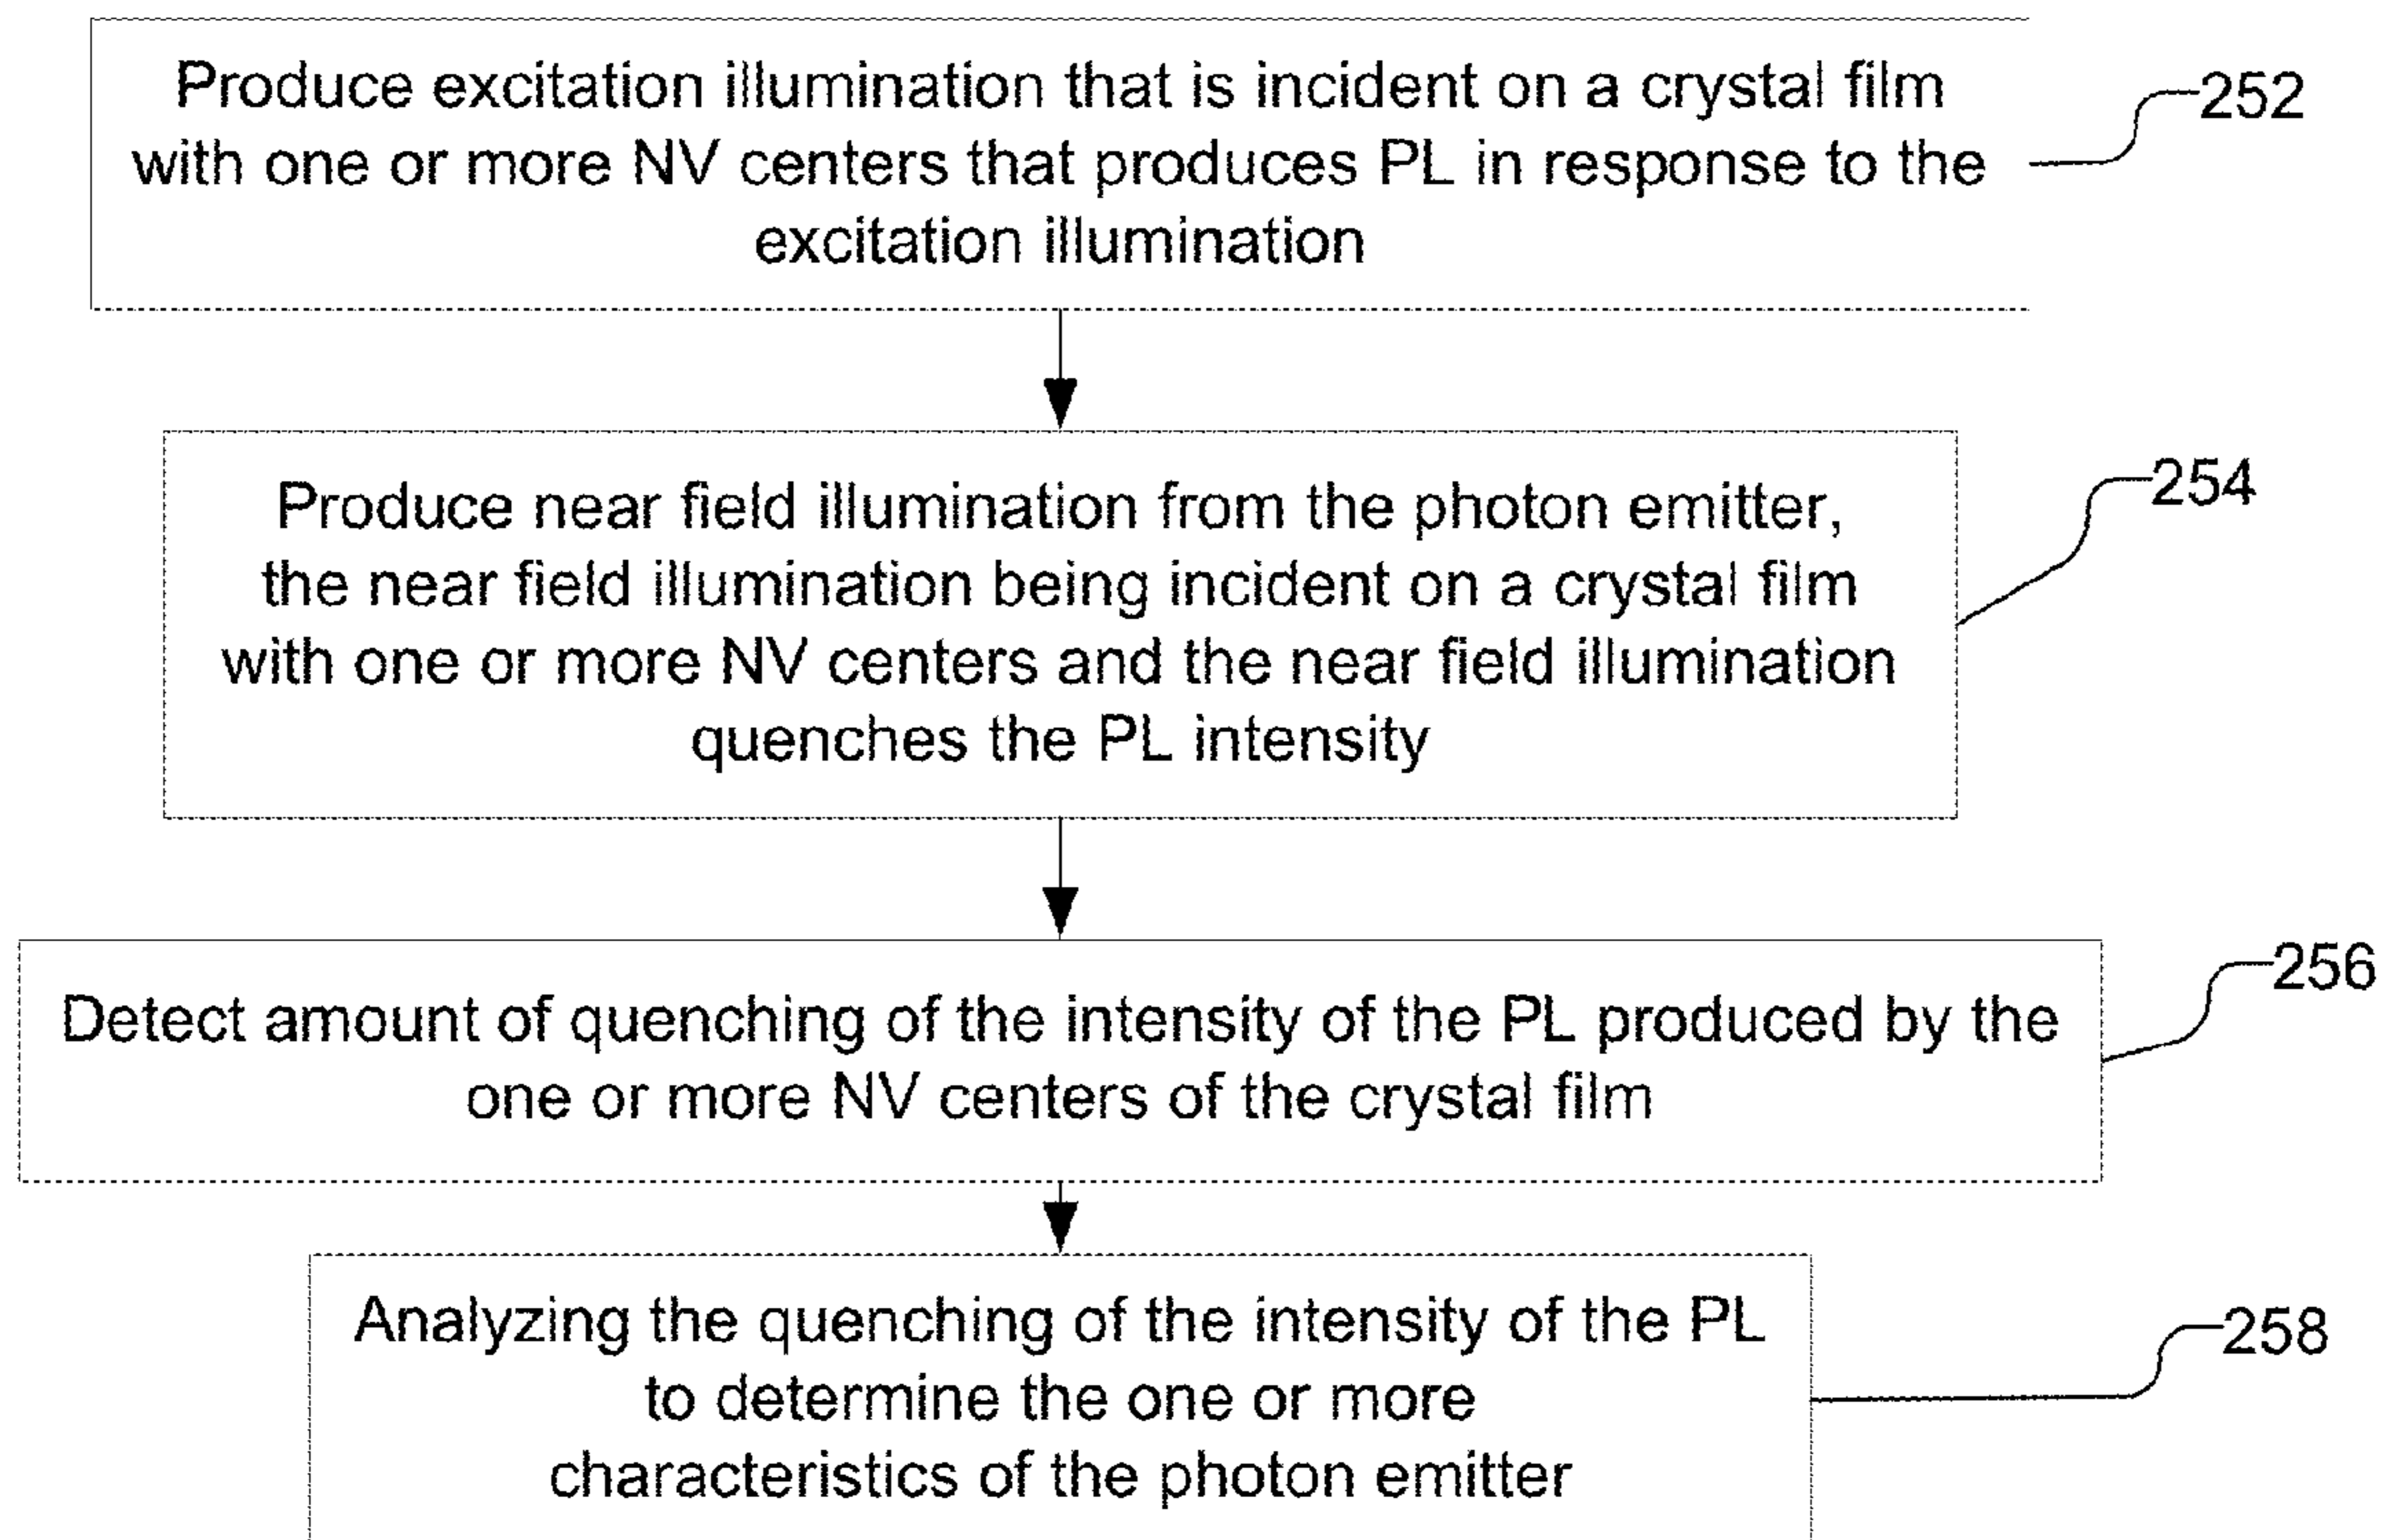 Produce excitation illumination that is incident on a crystal film
with one or more NV centers that produces PL in response to the
excitation illumination
252
Produce near field illumination from the photon emitter,
the near field illumination being incident on a crystal film
with one or more NV centers and the near field illumination
quenches the PL intensity
254
Detect amount of quenching of the intensity of the PL produced by the
one or more NV centers of the crystal film
256
Analyzing the quenching of the intensity of the PL
to determine the one or more
characteristics of the photon emitter
258